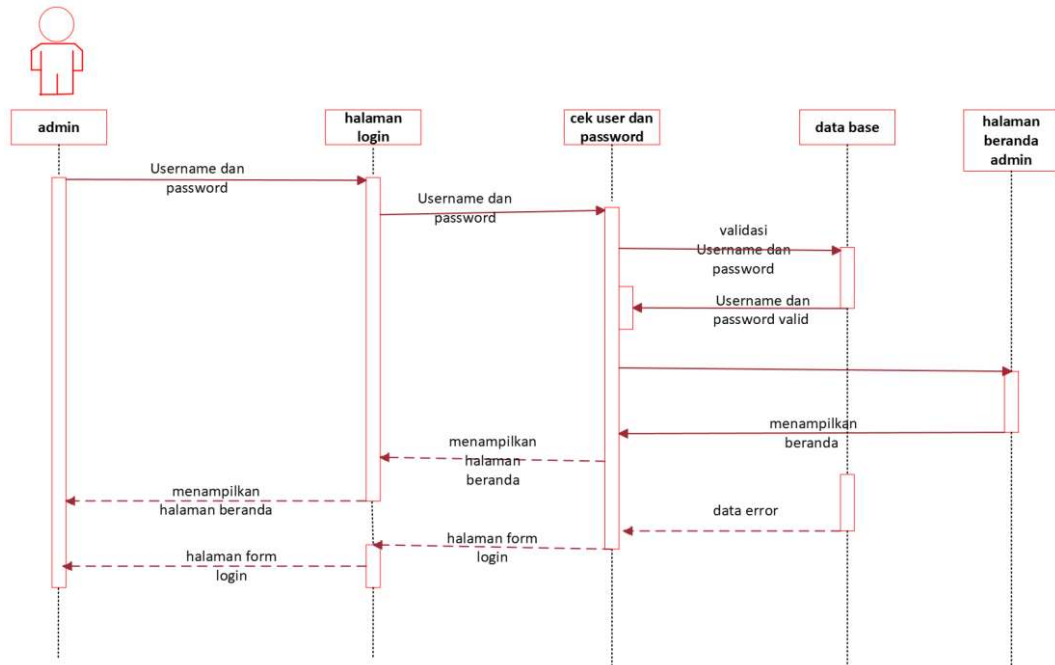 admin
halaman
login
cek user dan
password
data base
halaman
beranda
admin
Username dan
password
Username dan
password
validasi
Username dan
password
Username dan
password valid
menampilkan
beranda
menampilkan
halaman
beranda
menampilkan
halaman beranda
data error
halaman form
login
halaman form
login